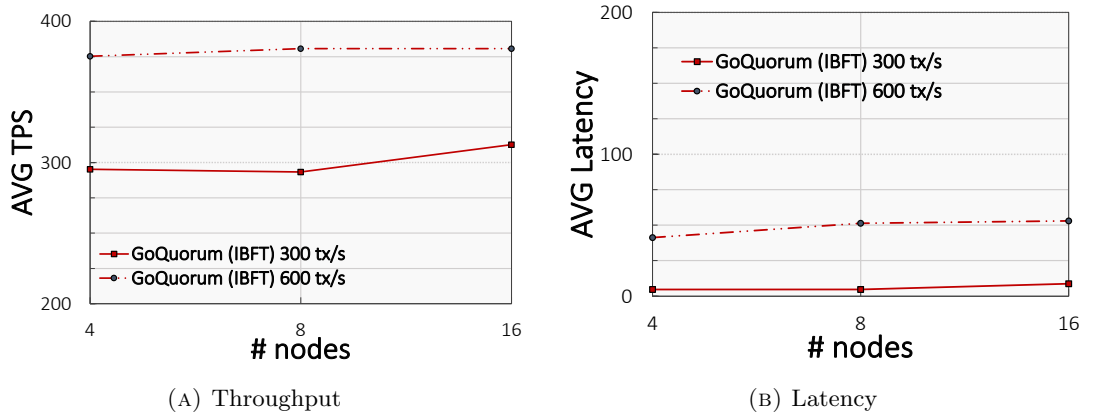 400
300
200
AVG TPS
GoQuorum (IBFT) 300 tx/s
GoQuorum (IBFT) 600 tx/s
4
8
16
# nodes
(A) Throughput
200
100
0
AVG Latency
GoQuorum (IBFT) 300 tx/s
GoQuorum (IBFT) 600 tx/s
4
8
16
# nodes
(B) Latency